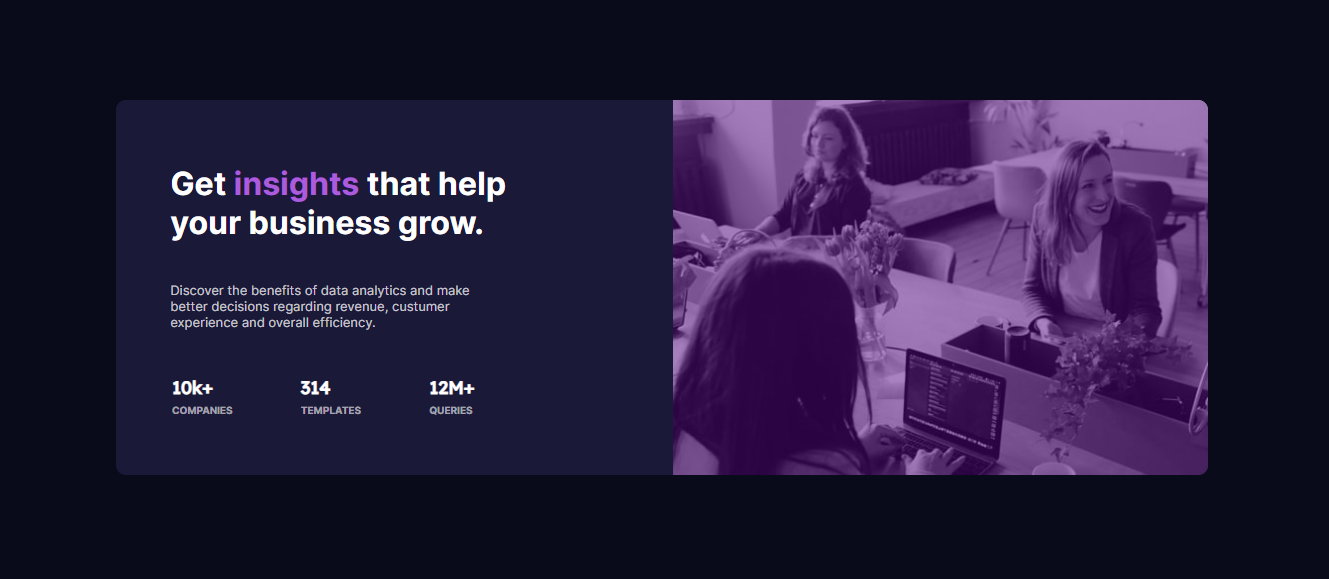 Get insights that help
your business grow.
Discover the benefits of data analytics and make
better decisions regarding revenue, custumer
experience and overall efficiency.
10k+ 314 12M+
COMPANIES TEMPLATES QUERIES